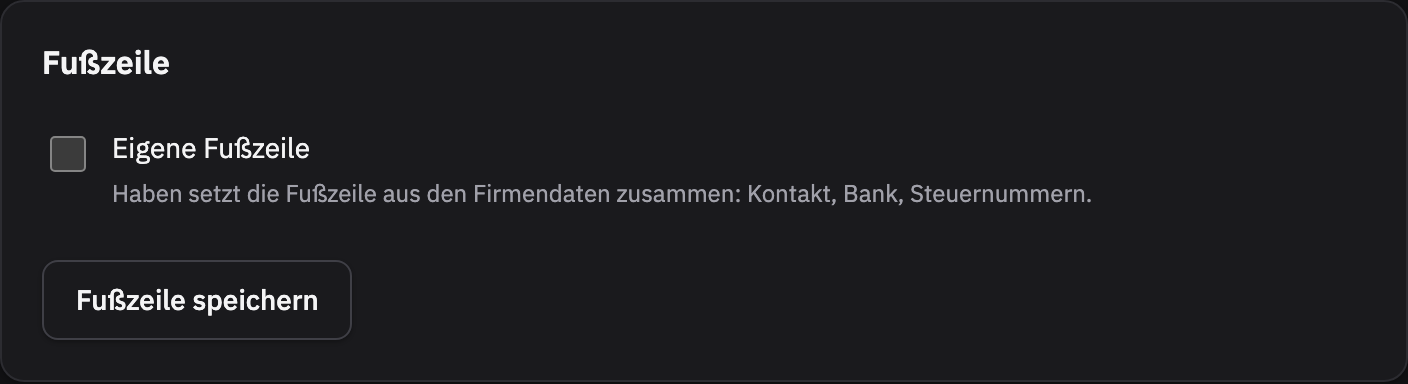 Fußzeile
Eigene Fußzeile
Haben setzt die Fußzeile aus den Firmendaten zusammen: Kontakt, Bank, Steuernummern.
Fußzeile speichern